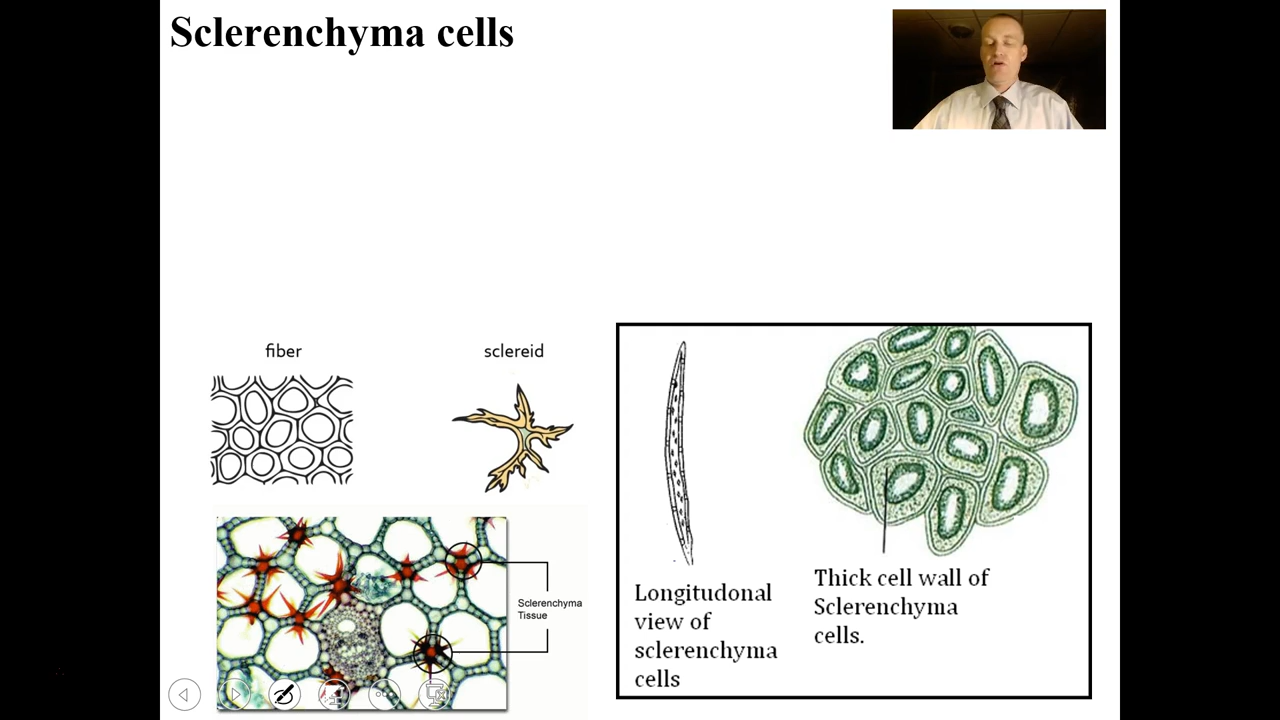 Sclerenchyma cells
fiber
sclereid
Sclerenchyma
Tissue
Longitudonal
view of
sclerenchyma
cells
Thick cell wall of
Sclerenchyma
cells.